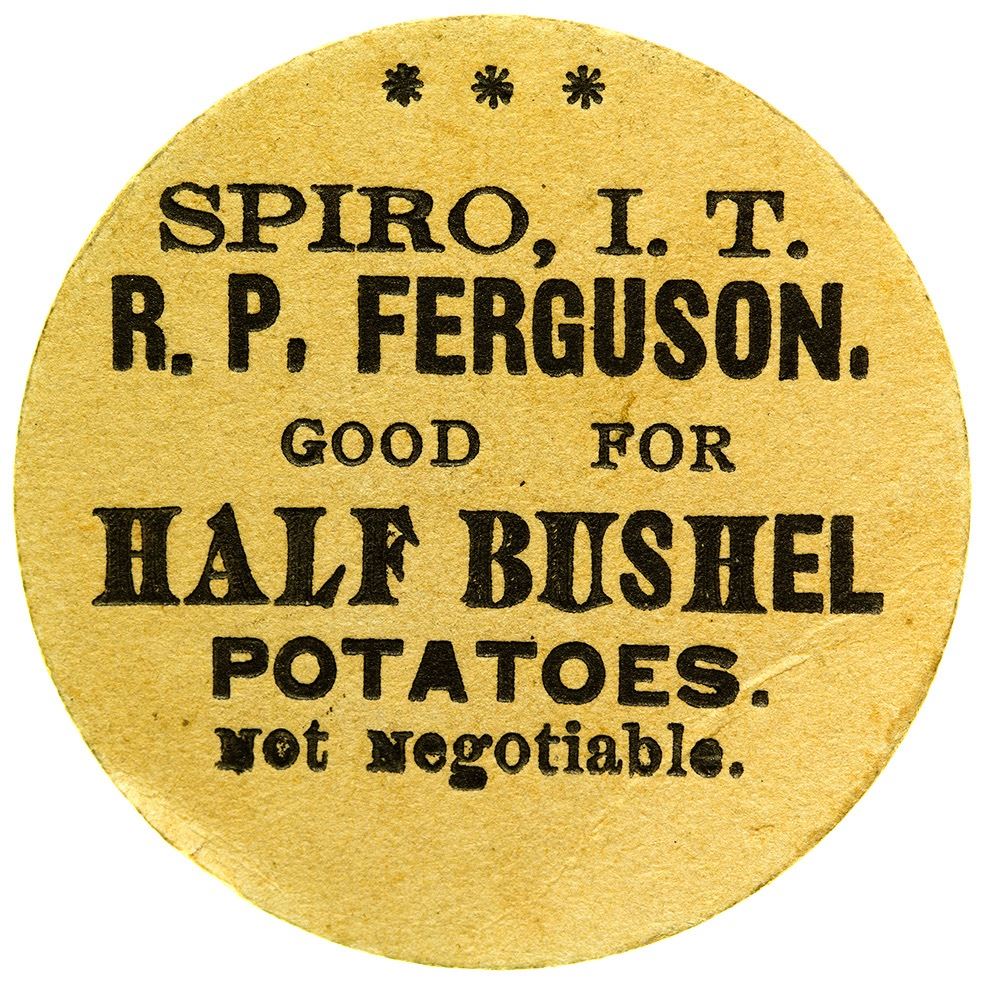 * * *
SPIRO, I. T.
R. P. FERGUSON.
GOOD FOR
HALF BUSHEL
POTATOES.
Not Negotiable.